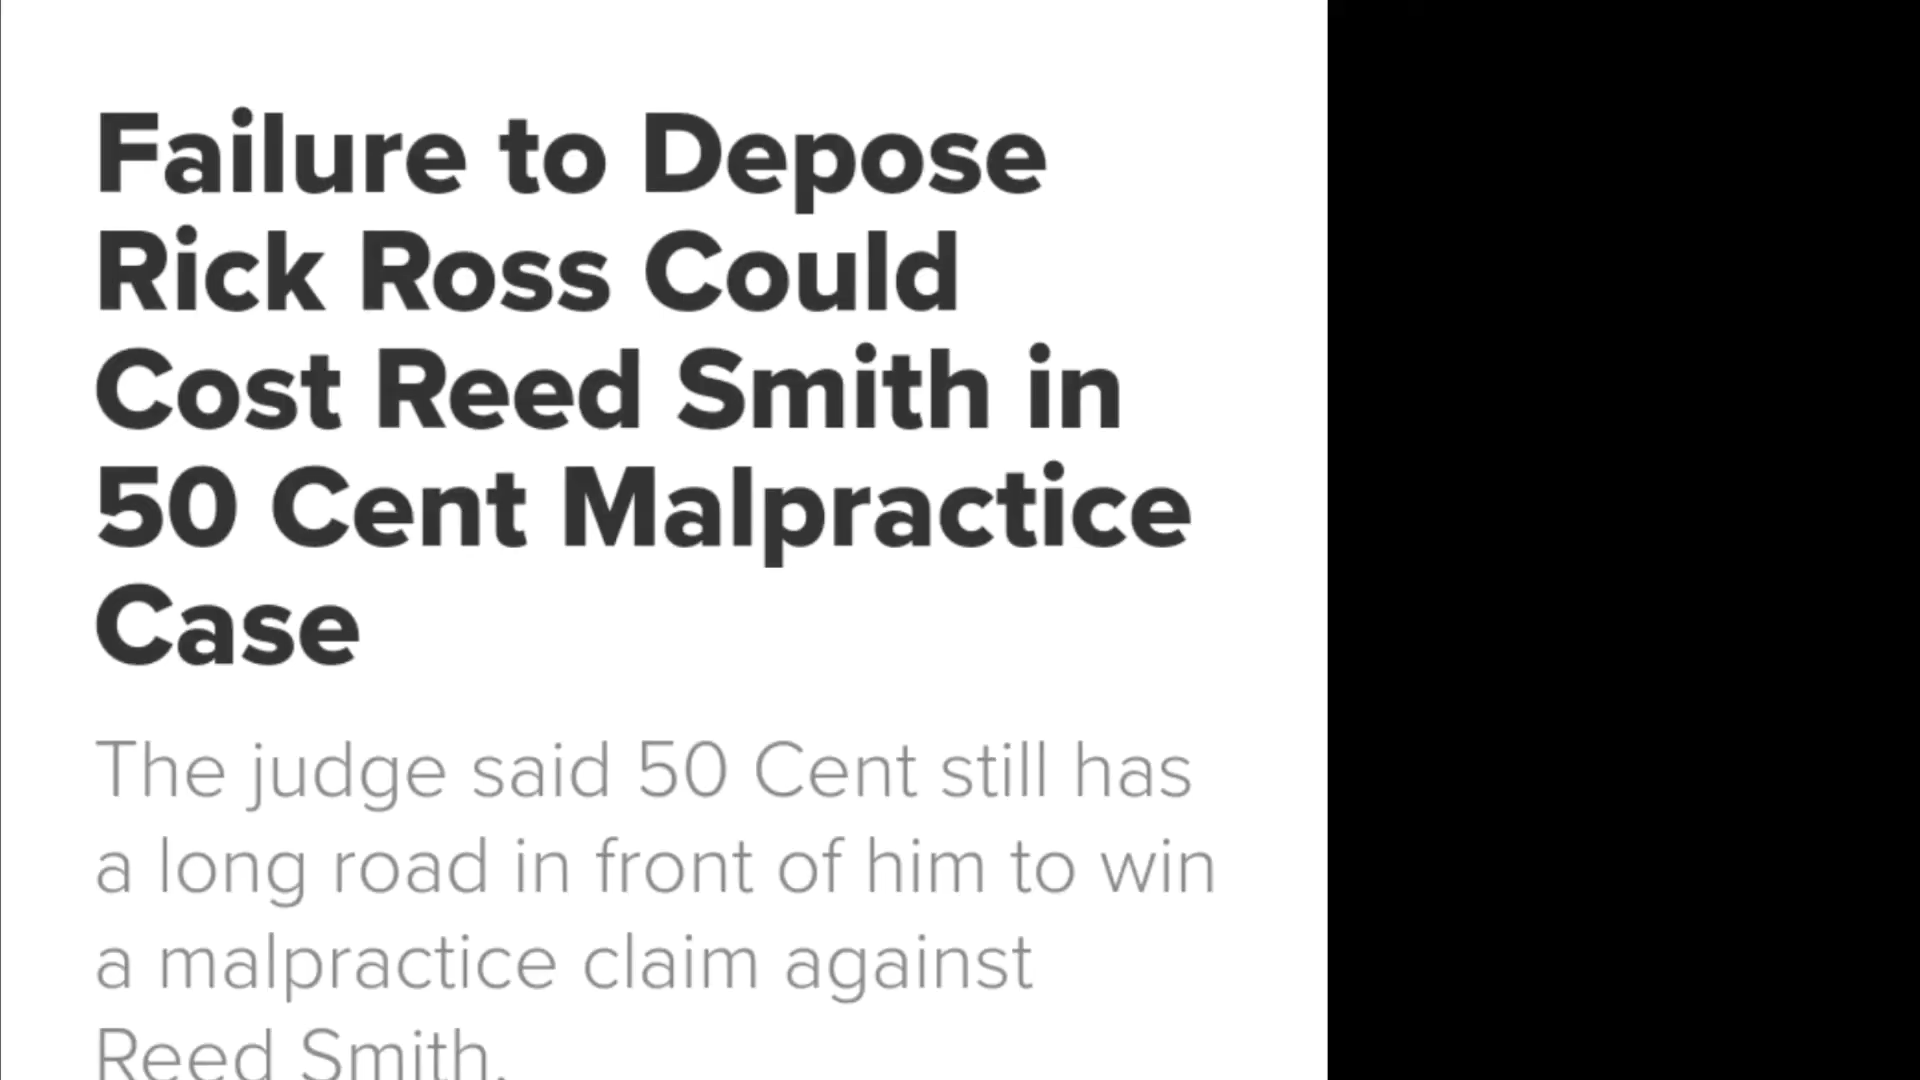 Failure to Depose
Rick Ross Could
Cost Reed Smith in
50 Cent Malpractice
Case
The judge said 50 Cent still has
a long road in front of him to win
a malpractice claim against
Reed Smith.